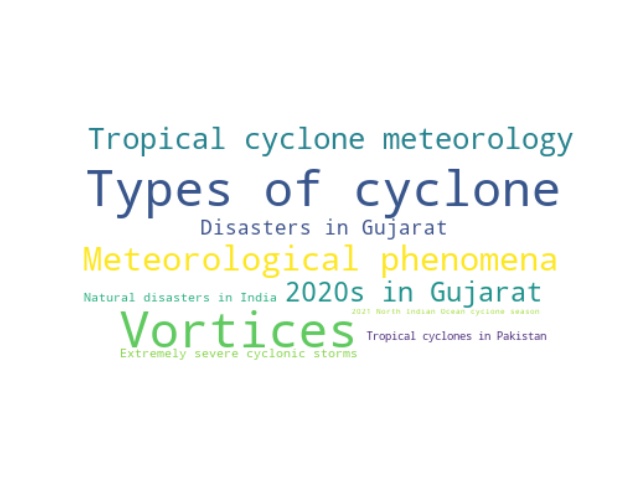 Tropical cyclone meteorology
Types of cyclone
Disasters in Gujarat
Meteorological phenomena
Natural disasters in India
2020s in Gujarat
Vortices
2021 North Indian Ocean cyclone season
Tropical cyclones in Pakistan
Extremely severe cyclonic storms